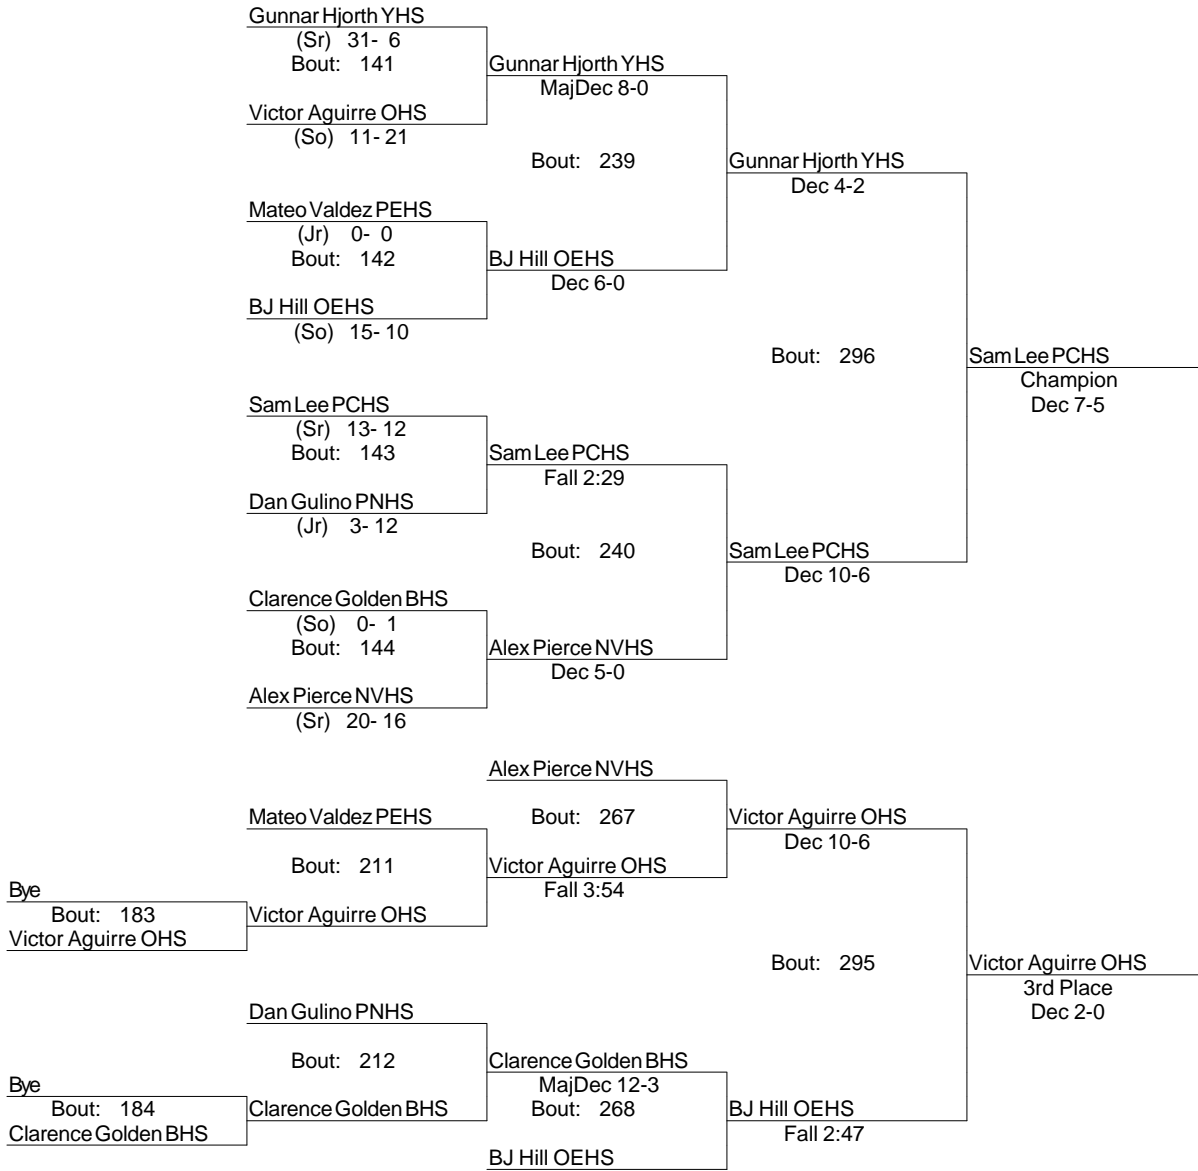 Gunnar Hjorth YHS
(Sr) 31- 6
Bout: 141
Gunnar Hjorth YHS
MajDec 8-0
Victor Aguirre OHS
(So) 11- 21
Bout: 239
Gunnar Hjorth YHS
Dec 4-2
Mateo Valdez PEHS
(Jr) 0- 0
Bout: 142
BJ Hill OEHS
Dec 6-0
BJ Hill OEHS
(So) 15- 10
Bout: 296
Sam Lee PCHS
Champion
Dec 7-5
Sam Lee PCHS
(Sr) 13- 12
Bout: 143
Sam Lee PCHS
Fall 2:29
Dan Gulino PNHS
(Jr) 3- 12
Bout: 240
Sam Lee PCHS
Dec 10-6
Clarence Golden BHS
(So) 0- 1
Bout: 144
Alex Pierce NVHS
Dec 5-0
Alex Pierce NVHS
(Sr) 20- 16
Alex Pierce NVHS
Mateo Valdez PEHS
Bout: 267
Victor Aguirre OHS
Dec 10-6
Bout: 211
Victor Aguirre OHS
Fall 3:54
Bye
Bout: 183
Victor Aguirre OHS
Victor Aguirre OHS
Bout: 295
Victor Aguirre OHS
3rd Place
Dec 2-0
Dan Gulino PNHS
Bout: 212
Clarence Golden BHS
MajDec 12-3
Bye
Bout: 184
Clarence Golden BHS
Clarence Golden BHS
Bout: 268
BJ Hill OEHS
Fall 2:47
BJ Hill OEHS